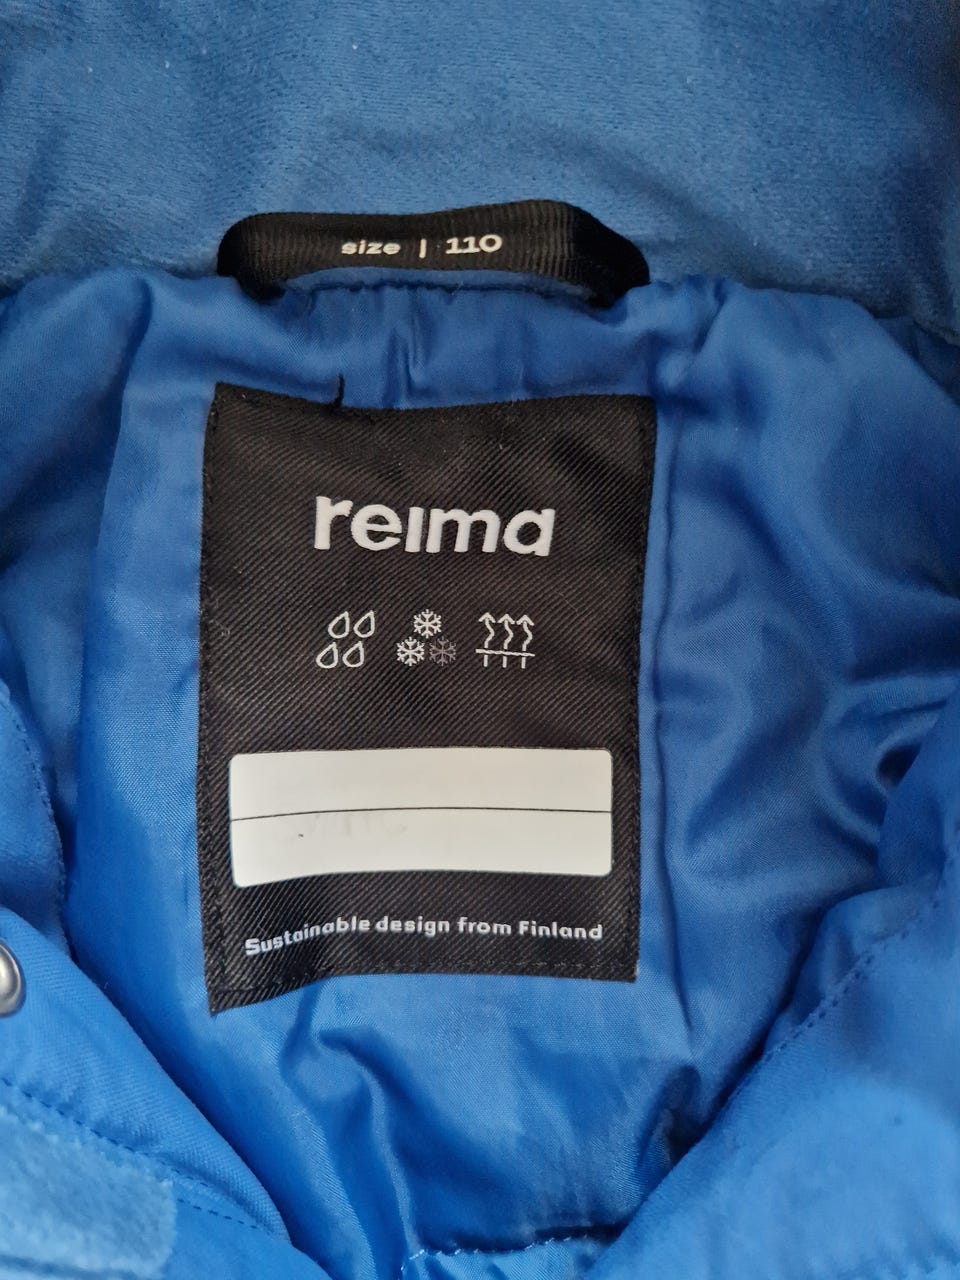 size | 110
reima
Sustainable design from Finland